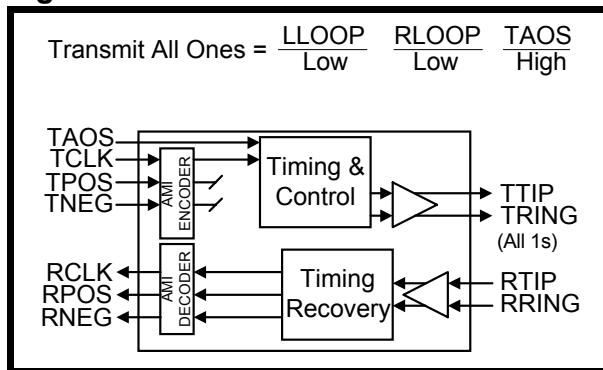 Transmit All Ones = LLOOP RLOOP TAOS
Low Low High
TAOS
TCLK
TPOS
TNEG
AMI
ENCODER
Timing &
Control
TTIP
TRING
(All 1s)
RCLK
RPOS
RNEG
AMI
DECODER
Timing
Recovery
RTIP
RRING